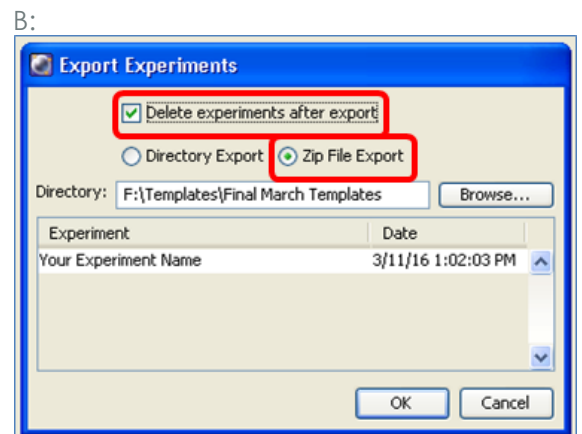 B:
Export Experiments
Delete experiments after export
Directory Export Zip File Export
Directory: F:\Templates\Final March Templates Browse...
Experiment Date
Your Experiment Name 3/11/16 1:02:03 PM
OK Cancel